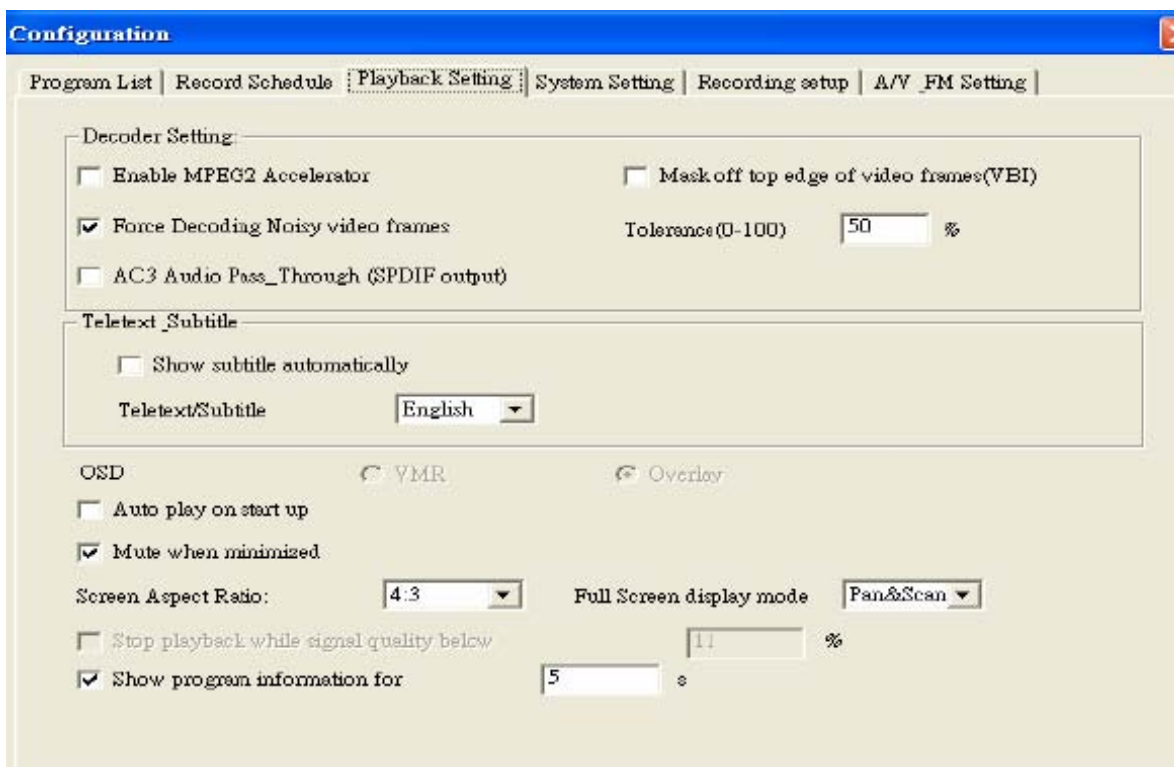 Configuration
Program List | Record Schedule | Playback Setting | System Setting | Recording setup | A/V_FM Setting
Decoder Setting:
Enable MPEG2 Accelerator
Mask off top edge of video frames(VBI)
Force Decoding Noisy video frames
Tolerance(0-100) 50 %
AC3 Audio Pass_Through (SPDIF output)
Teletext_Subtitle
Show subtitle automatically
Teletext/Subtitle English
OSD VMR Overlay
Auto play on start up
Mute when minimized
Screen Aspect Ratio: 4:3 Full Screen display mode Pan&Scan
Stop playback while signal quality below 11 %
Show program information for 5 s